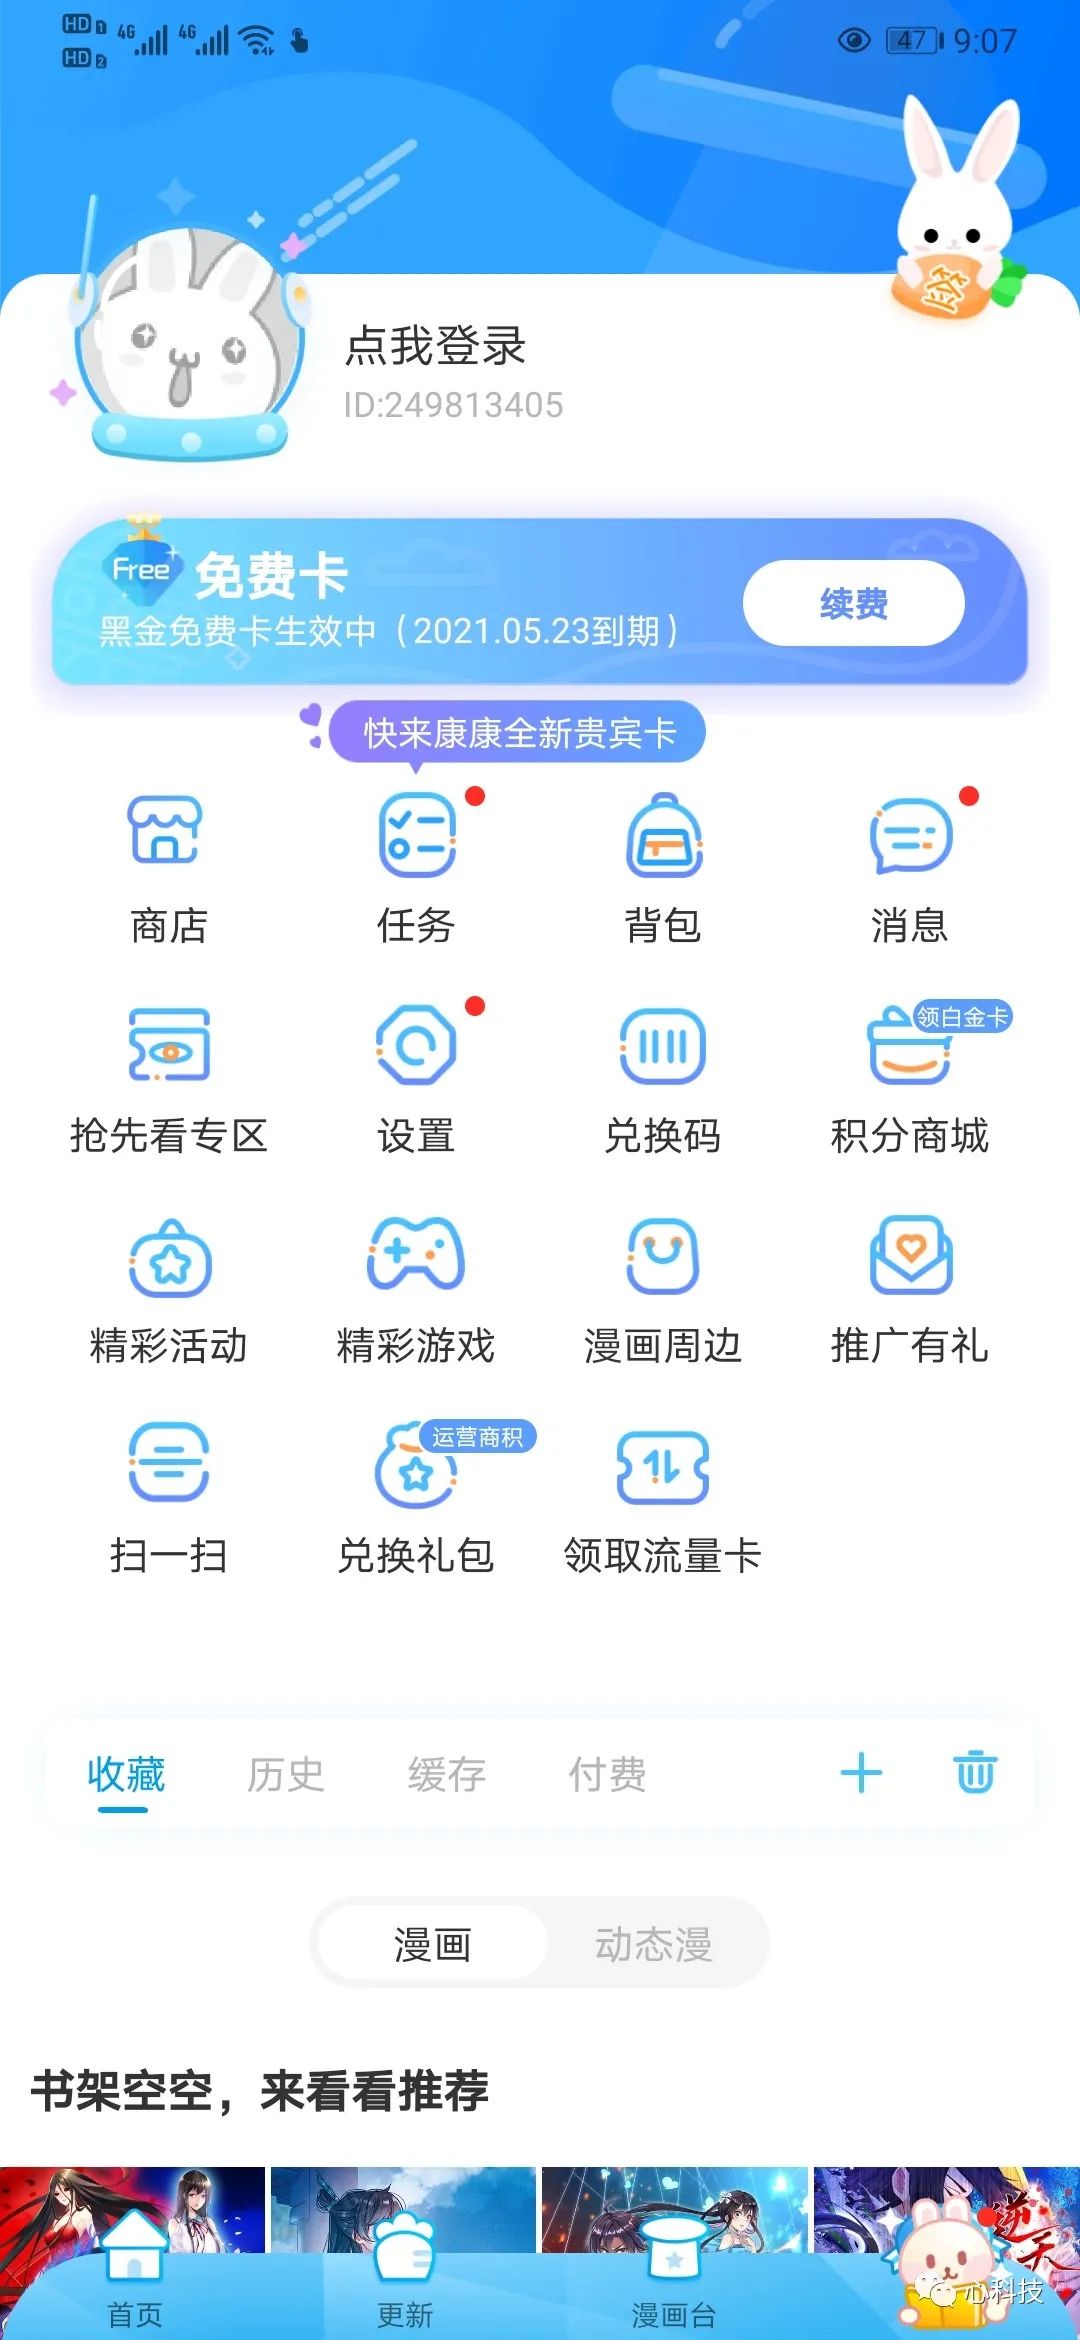 HD 1 4G 4G 47 9:07
HD 2
签
点我登录
ID:249813405
Free 免费卡
黑金免费卡生效中（2021.05.23到期）
续费
快来康康全新贵宾卡
商店 任务 背包 消息
领白金卡
抢先看专区 设置 兑换码 积分商城
精彩活动 精彩游戏 漫画周边 推广有礼
运营商积
扫一扫 兑换礼包 领取流量卡
收藏 历史 缓存 付费
漫画 动态漫
书架空空，来看看推荐
逆天
首页 更新 漫画台
心科技